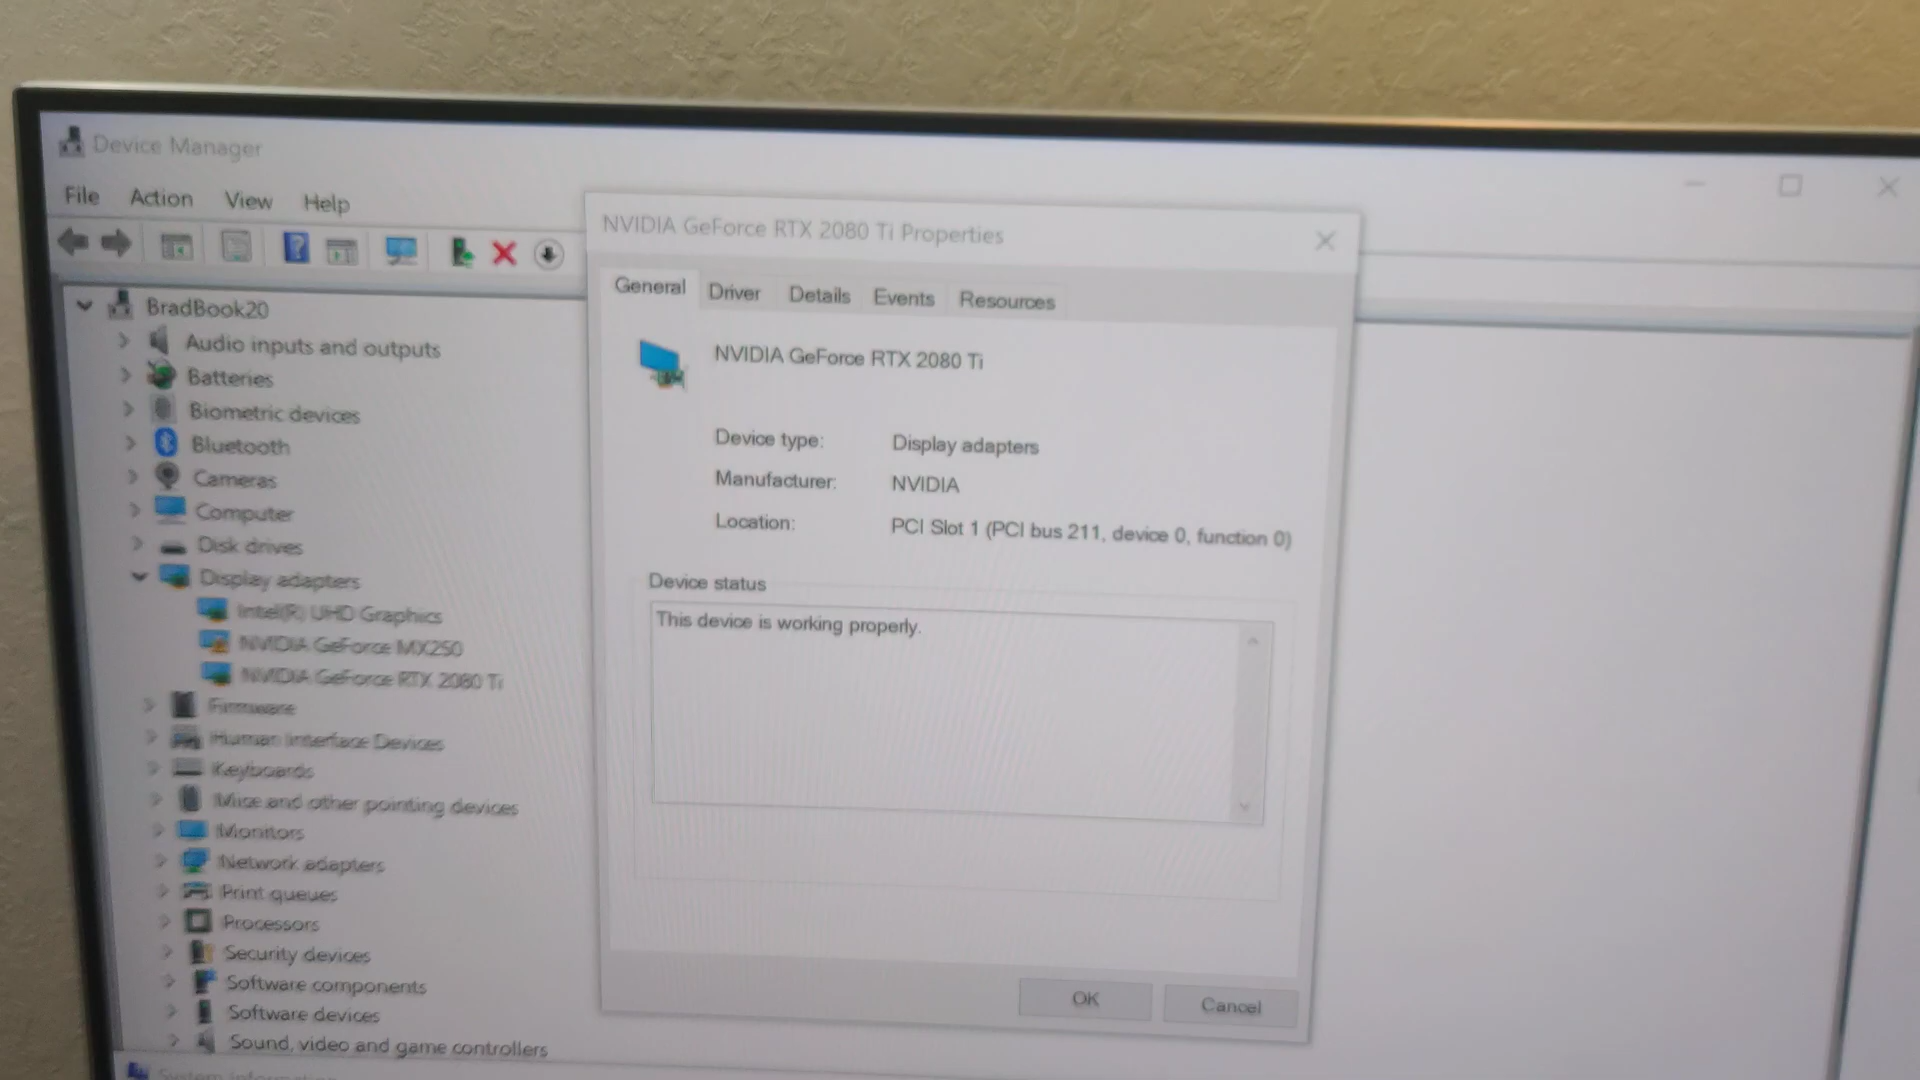 Device Manager
File Action View Help
NVIDIA GeForce RTX 2080 Ti Properties
General Driver Details Events Resources
NVIDIA GeForce RTX 2080 Ti
Device type: Display adapters
Manufacturer: NVIDIA
Location: PCI Slot 1 (PCI bus 211, device 0, function 0)
Device status
This device is working properly.
OK Cancel
BradBook20
Audio inputs and outputs
Batteries
Biometric devices
Bluetooth
Cameras
Computer
Disk drives
Display adapters
Intel(R) UHD Graphics
NVIDIA GeForce MX250
NVIDIA GeForce RTX 2080 Ti
Firmware
Human Interface Devices
Keyboards
Mice and other pointing devices
Monitors
Network adapters
Print queues
Processors
Security devices
Software components
Software devices
Sound, video and game controllers
System Information